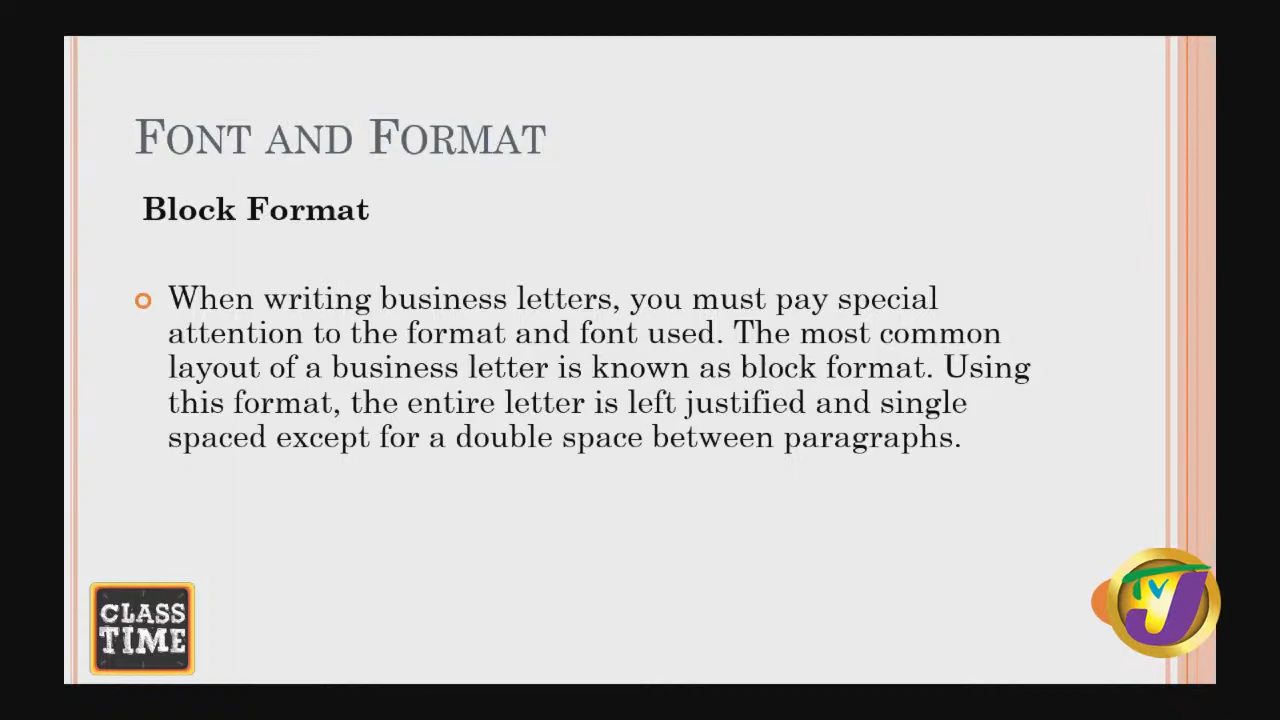 FONT AND FORMAT
Block Format
When writing business letters, you must pay special
attention to the format and font used. The most common
layout of a business letter is known as block format. Using
this format, the entire letter is left justified and single
spaced except for a double space between paragraphs.
CLASS
TIME
TVJ